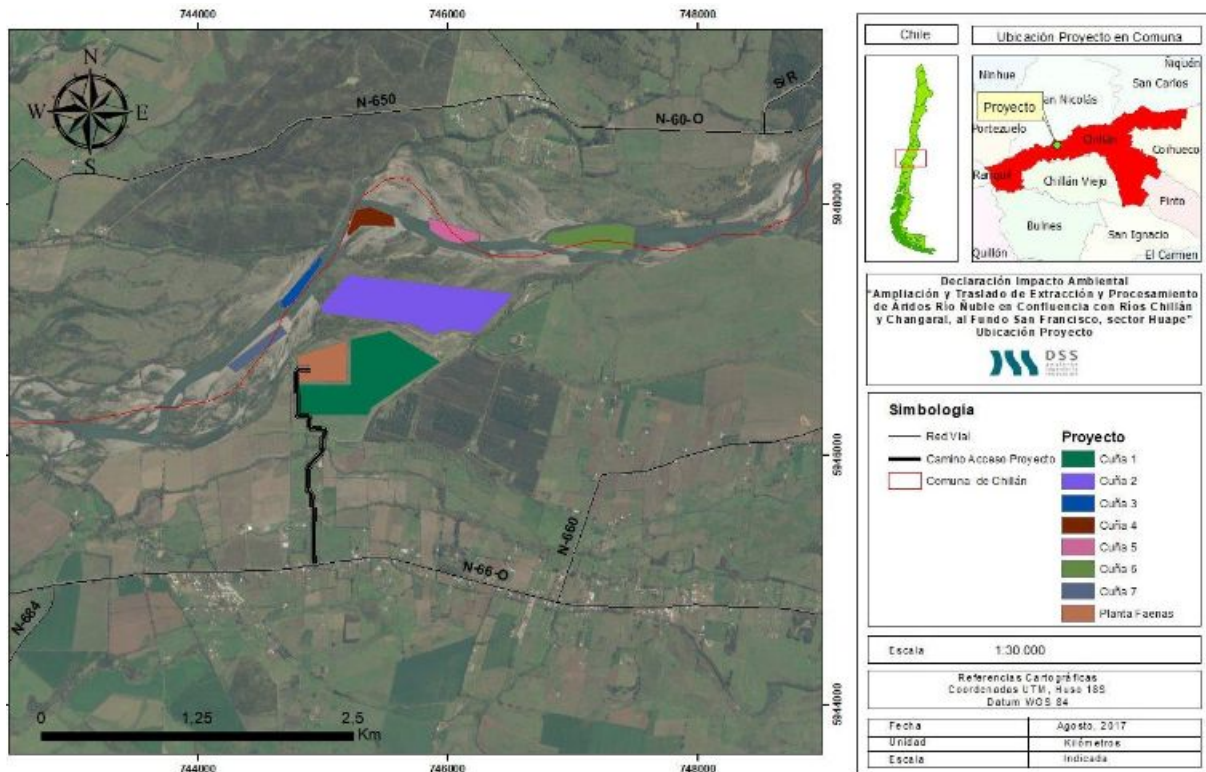 744000
746000
748000
N
W
E
S
N-650
N-60-O
S/R
5948000
5946000
N-660
N-66-O
N-684
5944000
0
1,25
2,5
Km
744000
746000
748000
Chile
Ubicación Proyecto en Comuna
Ñiquén
Ninhue
San Carlos
Proyecto
an Nicolás
Portezuelo
Chillán
Coihueco
Ranquil
Chillán Viejo
Pinto
Bulnes
San Ignacio
Quillón
El Carmen
Declaración Impacto Ambiental
"Ampliación y Traslado de Extracción y Procesamiento
de Áridos Río Ñuble en Confluencia con Ríos Chillán
y Changaral, al Fundo San Francisco, sector Huape"
Ubicación Proyecto
DSS
Simbología
Red Vial
Camino Acceso Proyecto
Comuna de Chillán
Proyecto
Cuña 1
Cuña 2
Cuña 3
Cuña 4
Cuña 5
Cuña 6
Cuña 7
Planta Faenas
Escala 1:30.000
Referencias Cartográficas
Coordenadas UTM, Huso 18S
Datum WGS 84
Fecha Agosto, 2017
Unidad Kilómetros
Escala Indicada